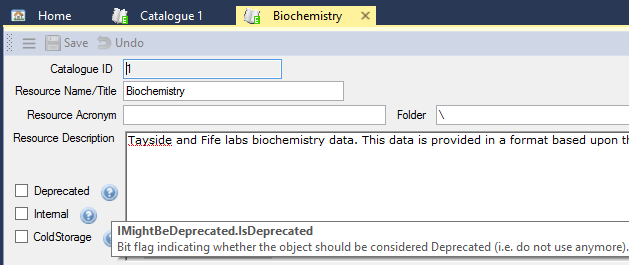 Home Catalogue 1 Biochemistry
Save Undo
Catalogue ID 1
Resource Name/Title Biochemistry
Resource Acronym Folder \
Resource Description Tayside and Fife labs biochemistry data. This data is provided in a format based upon th
Deprecated
Internal
IMightBeDeprecated.IsDeprecated
ColdStorage
Bit flag indicating whether the object should be considered Deprecated (i.e. do not use anymore).